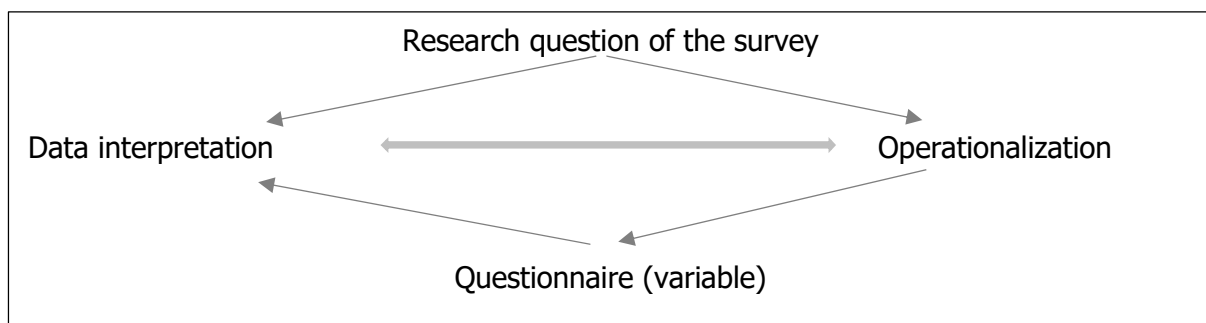 Research question of the survey
Data interpretation
Operationalization
Questionnaire (variable)